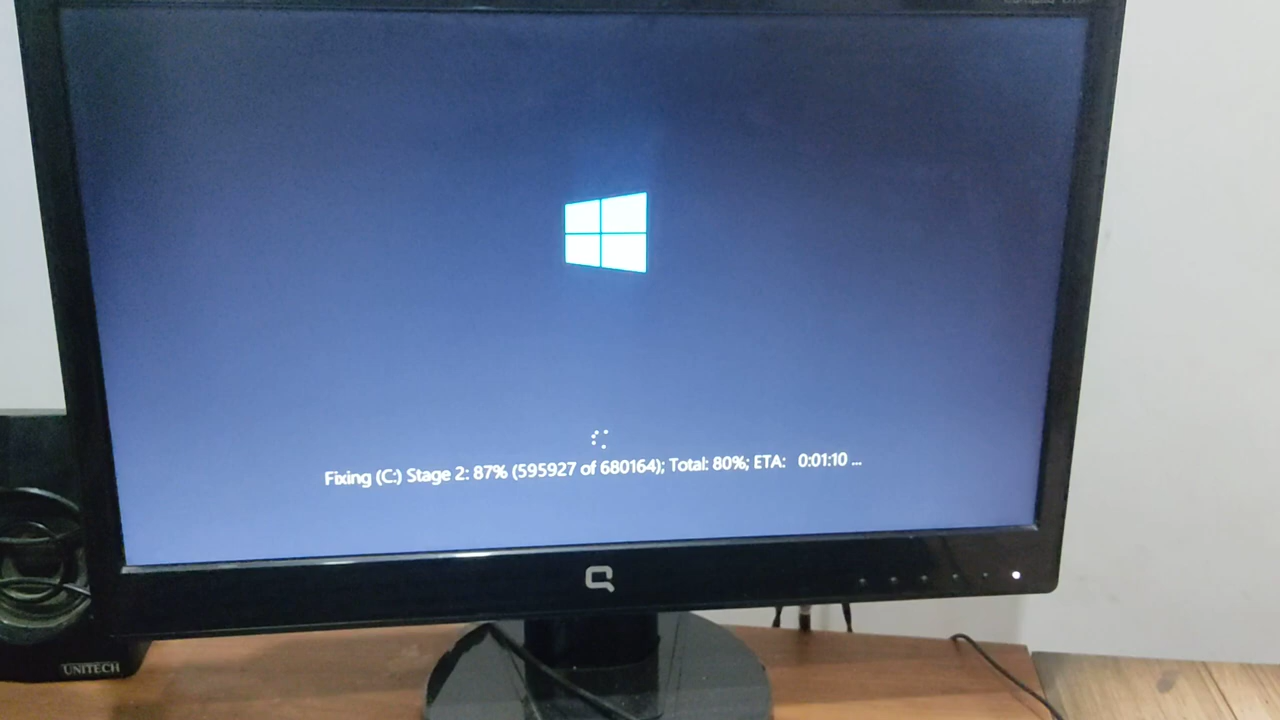 Fixing (C:) Stage 2: 87% (595927 of 680164); Total: 80%; ETA:   0:01:10 ...
UNITECH